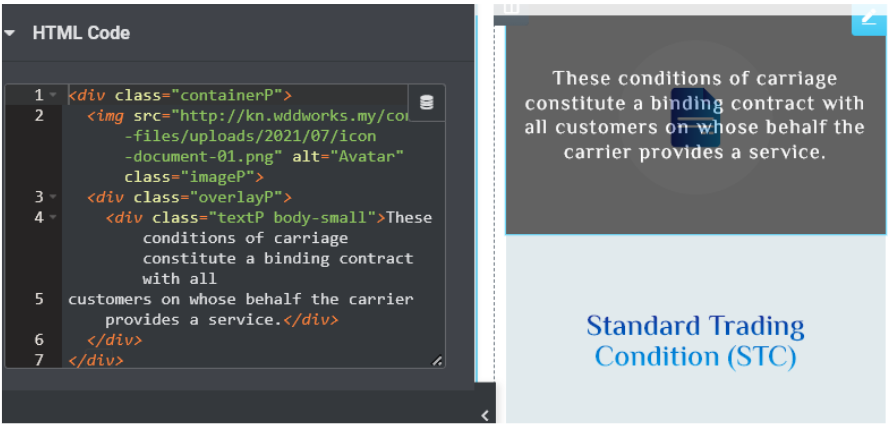 HTML Code
1 <div class="containerP">
2 <img src="http://kn.wddworks.my/co
-files/uploads/2021/07/icon
-document-01.png" alt="Avatar"
class="imageP">
3 <div class="overlayP">
4 <div class="textP body-small">These
conditions of carriage
constitute a binding contract
with all
5 customers on whose behalf the carrier
provides a service.</div>
6 </div>
7 </div>
These conditions of carriage
constitute a binding contract with
all customers on whose behalf the
carrier provides a service.
Standard Trading
Condition (STC)